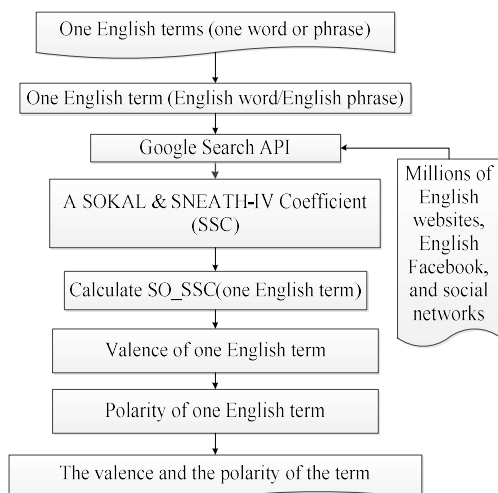 One English terms (one word or phrase)
One English term (English word/English phrase)
Google Search API
Millions of
English
websites,
English
Facebook,
and social
networks
A SOKAL & SNEATH-IV Coefficient
(SSC)
Calculate SO_SSC(one English term)
Valence of one English term
Polarity of one English term
The valence and the polarity of the term